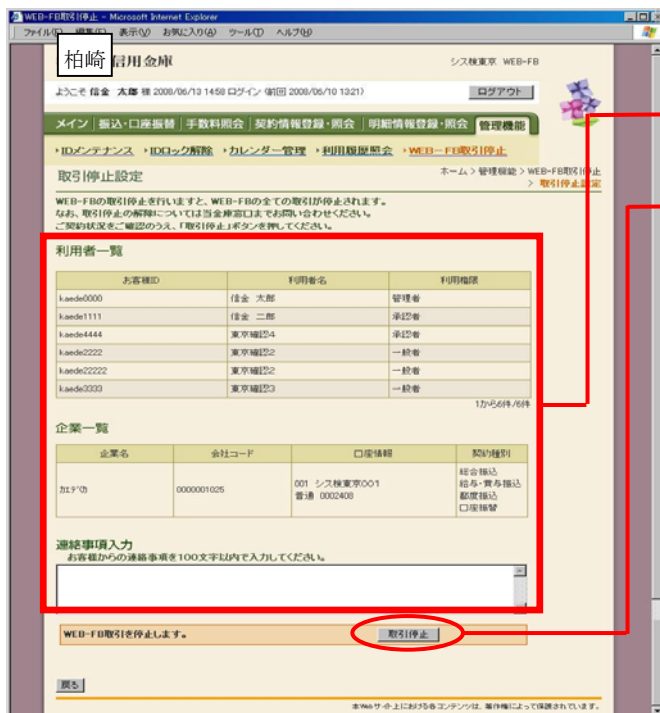 WEB-FB取引停止 - Microsoft Internet Explorer
ファイル(F) 編集(E) 表示(V) お気に入り(A) ツール(T) ヘルプ(H)
柏崎信用金庫
シス検東京 WEB-FB
ようこそ 信金 太郎 様 2008/06/13 1458 ログイン (前回 2008/06/10 1321)
ログアウト
メイン 振込・口座振替 手数料照会 契約情報登録・照会 明細情報登録・照会 管理機能
IDメンテナンス IDロック解除 カレンダー管理 利用履歴照会 WEB-FB取引停止
取引停止設定
ホーム > 管理機能 > WEB-FB取引停止
> 取引停止設定
WEB-FBの取引停止を行いますと、WEB-FBの全ての取引が停止されます。
なお、取引停止の解除については当金庫窓口までお問い合わせください。
ご契約状況をご確認のうえ、「取引停止」ボタンを押してください。
利用者一覧
お客様ID 利用者名 利用権限
kaede0000 信金 太郎 管理者
kaede1111 信金 二郎 承認者
kaede4444 東京確認4 承認者
kaede2222 東京確認2 一般者
kaede22222 東京確認2 一般者
kaede3333 東京確認3 一般者
1から6件/6件
企業一覧
企業名 会社コード 口座情報 契約種別
カエデ(カ 0000001025 001 シス検東京001 総合振込
普通 0002408 給与・賞与振込
都度振込
口座振替
連絡事項入力
お客様からの連絡事項を100文字以内で入力してください。
WEB-FB取引を停止します。
取引停止
戻る
本Webサイト上における各コンテンツは、著作権によって保護されています。